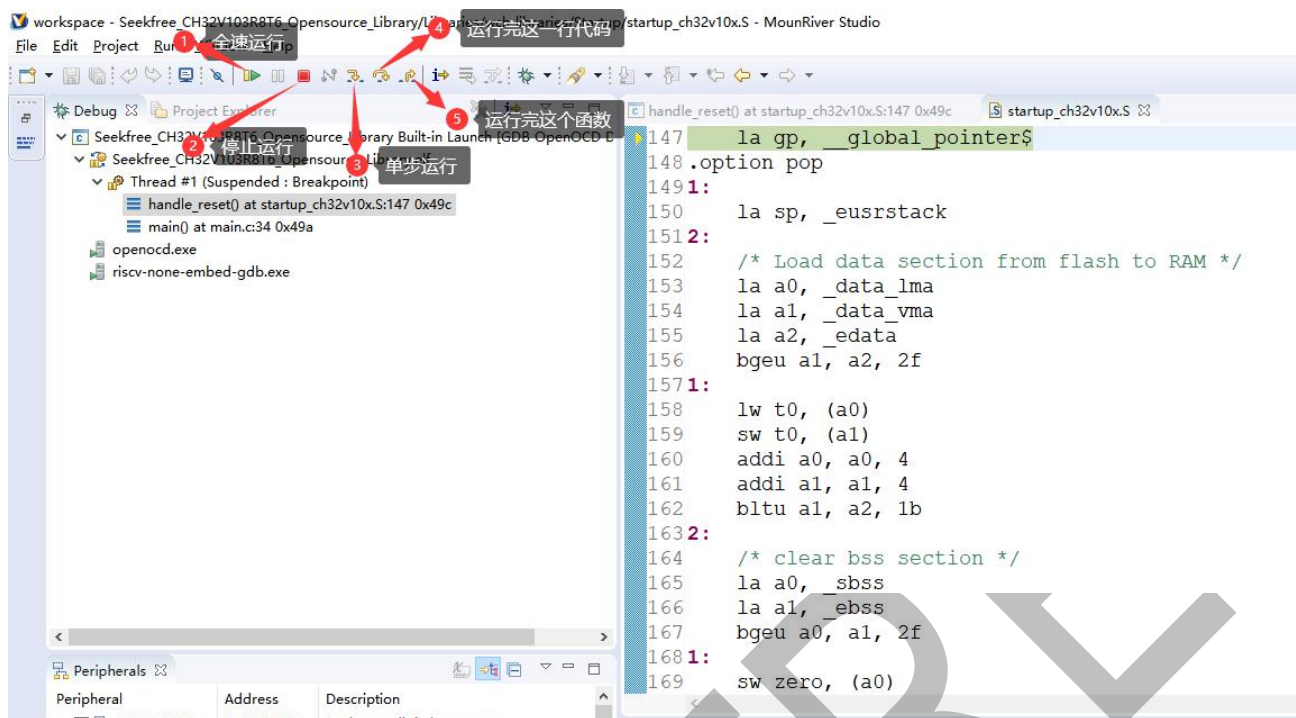 workspace - Seekfree_CH32V103R8T6_Opensource_Library/Libraries/wch_libraries/Startup/startup_ch32v10x.S - MounRiver Studio
4 运行完这一行代码
File Edit Project Run Help
1 全速运行
Debug Project Explorer
5 运行完这个函数
Seekfree_CH32V103R8T6_Opensource_Library Built-in Launch [GDB OpenOCD D
2 停止运行
Seekfree_CH32V103R8T6_Opensource_Library.elf
3 单步运行
Thread #1 (Suspended : Breakpoint)
handle_reset() at startup_ch32v10x.S:147 0x49c
main() at main.c:34 0x49a
openocd.exe
riscv-none-embed-gdb.exe
Peripherals
Peripheral Address Description
handle_reset() at startup_ch32v10x.S:147 0x49c startup_ch32v10x.S
147 la gp, __global_pointer$
148 .option pop
149 1:
150 la sp, _eusrstack
151 2:
152 /* Load data section from flash to RAM */
153 la a0, _data_lma
154 la a1, _data_vma
155 la a2, _edata
156 bgeu a1, a2, 2f
157 1:
158 lw t0, (a0)
159 sw t0, (a1)
160 addi a0, a0, 4
161 addi a1, a1, 4
162 bltu a1, a2, 1b
163 2:
164 /* clear bss section */
165 la a0, _sbss
166 la a1, _ebss
167 bgeu a0, a1, 2f
168 1:
169 sw zero, (a0)